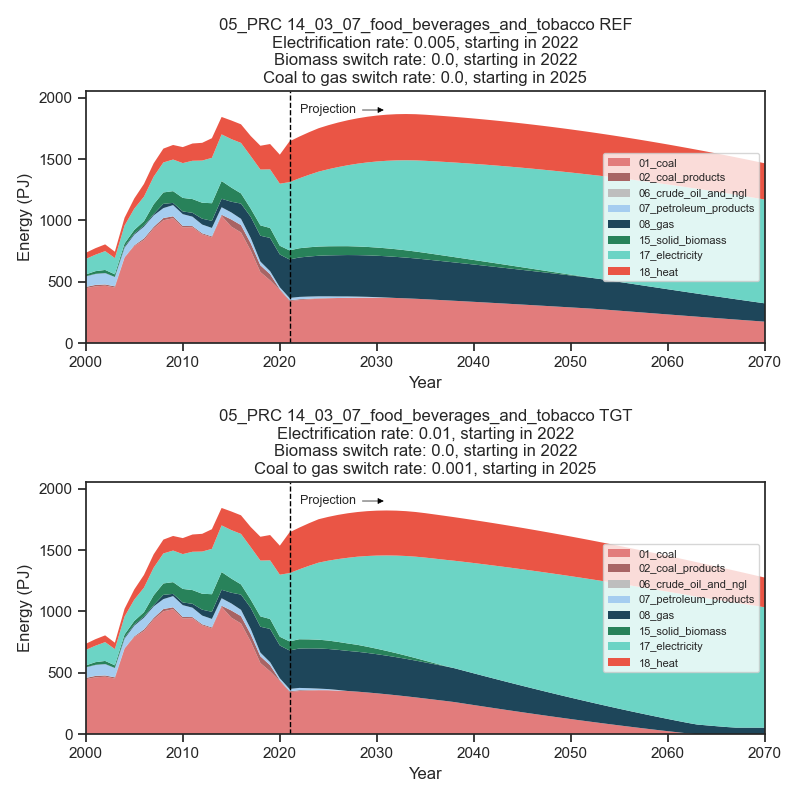 05_PRC 14_03_07_food_beverages_and_tobacco REF
Electrification rate: 0.005, starting in 2022
Biomass switch rate: 0.0, starting in 2022
Coal to gas switch rate: 0.0, starting in 2025
2000
1500
1000
500
0
Energy (PJ)
Projection
01_coal
02_coal_products
06_crude_oil_and_ngl
07_petroleum_products
08_gas
15_solid_biomass
17_electricity
18_heat
2000 2010 2020 2030 2040 2050 2060 2070
Year
05_PRC 14_03_07_food_beverages_and_tobacco TGT
Electrification rate: 0.01, starting in 2022
Biomass switch rate: 0.0, starting in 2022
Coal to gas switch rate: 0.001, starting in 2025
2000
1500
1000
500
0
Energy (PJ)
Projection
01_coal
02_coal_products
06_crude_oil_and_ngl
07_petroleum_products
08_gas
15_solid_biomass
17_electricity
18_heat
2000 2010 2020 2030 2040 2050 2060 2070
Year